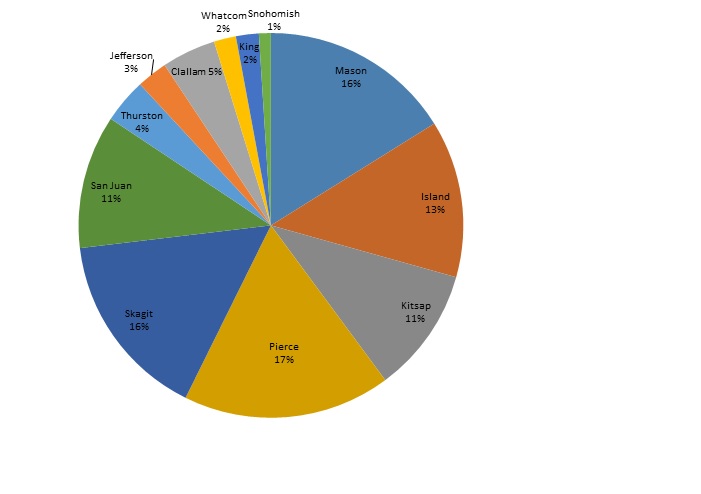 Snohomish
1%
Mason
16%
Island
13%
Kitsap
11%
Pierce
17%
Skagit
16%
San Juan
11%
Thurston
4%
Jefferson
3%
Clallam 5%
Whatcom
2%
King
2%